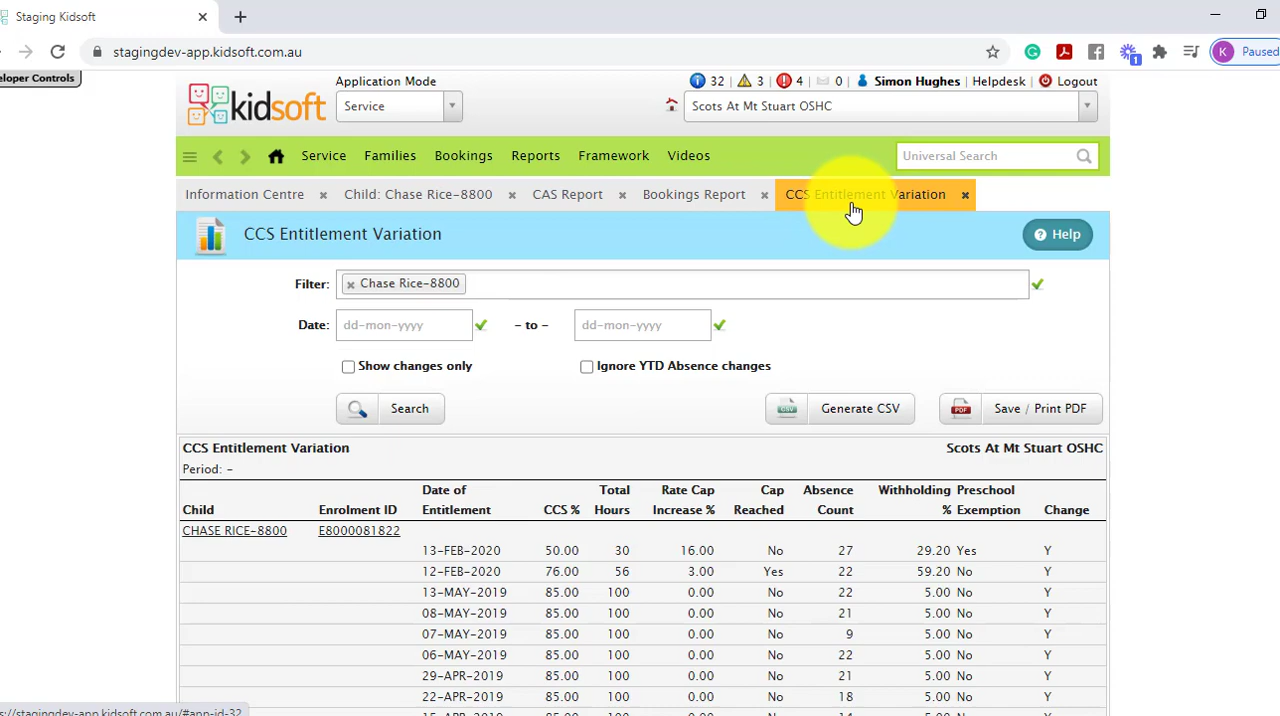 Staging Kidsoft
stagingdev-app.kidsoft.com.au
K Paused
eloper Controls
kidsoft
Application Mode
Service
32 | 3 | 4 | 0 | Simon Hughes | Helpdesk | Logout
Scots At Mt Stuart OSHC
Service Families Bookings Reports Framework Videos
Universal Search
Information Centre Child: Chase Rice-8800 CAS Report Bookings Report CCS Entitlement Variation
CCS Entitlement Variation
? Help
Filter: Chase Rice-8800
Date: dd-mon-yyyy - to - dd-mon-yyyy
Show changes only Ignore YTD Absence changes
Search CSV Generate CSV PDF Save / Print PDF
CCS Entitlement Variation Scots At Mt Stuart OSHC
Period: -
Date of Total Rate Cap Cap Absence Withholding Preschool
Child Enrolment ID Entitlement CCS % Hours Increase % Reached Count % Exemption Change
CHASE RICE-8800 E8000081822
13-FEB-2020 50.00 30 16.00 No 27 29.20 Yes Y
12-FEB-2020 76.00 56 3.00 Yes 22 59.20 No Y
13-MAY-2019 85.00 100 0.00 No 22 5.00 No Y
08-MAY-2019 85.00 100 0.00 No 21 5.00 No Y
07-MAY-2019 85.00 100 0.00 No 9 5.00 No Y
06-MAY-2019 85.00 100 0.00 No 22 5.00 No Y
29-APR-2019 85.00 100 0.00 No 21 5.00 No Y
22-APR-2019 85.00 100 0.00 No 18 5.00 No Y